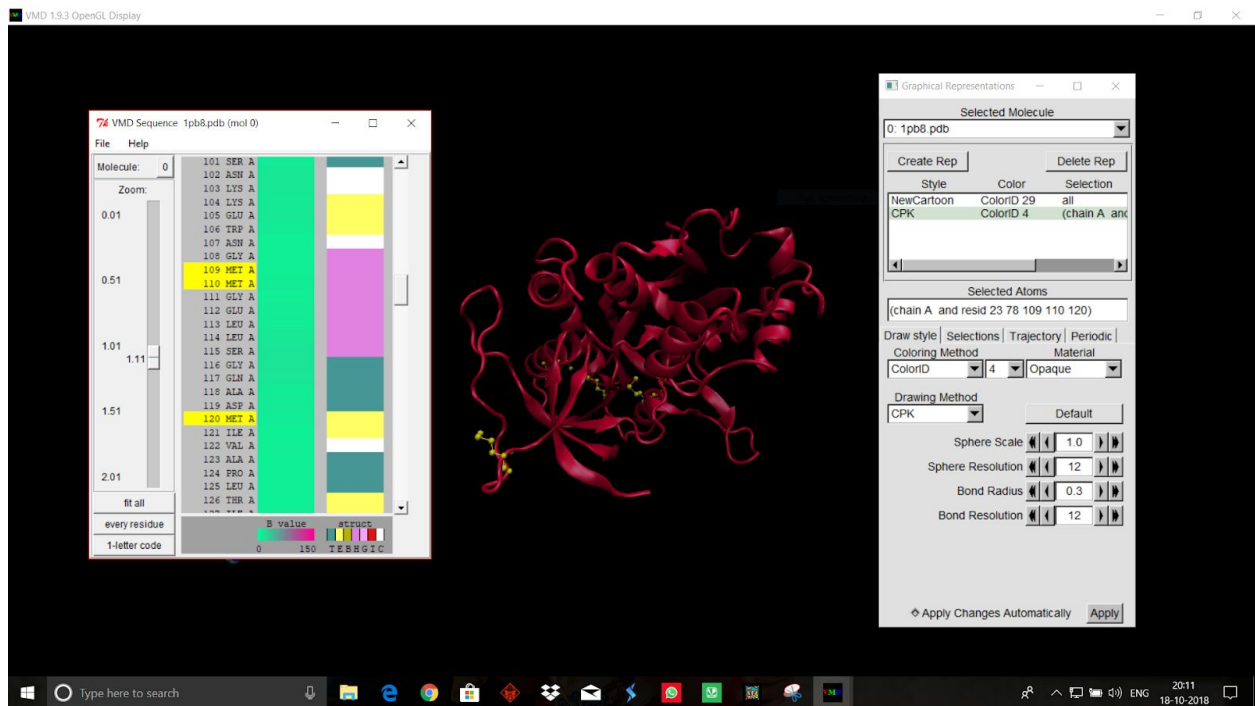 VMD 1.9.3 OpenGL Display
VMD Sequence 1pb8.pdb (mol 0)
File Help
Molecule: 0
Zoom:
0.01
0.51
1.01
1.11
1.51
2.01
fit all
every residue
1-letter code
101 SER A
102 ASN A
103 LYS A
104 LYS A
105 GLU A
106 TRP A
107 ASN A
108 GLY A
109 MET A
110 MET A
111 GLY A
112 GLU A
113 LEU A
114 LEU A
115 SER A
116 GLY A
117 GLN A
118 ALA A
119 ASP A
120 MET A
121 ILE A
122 VAL A
123 ALA A
124 PRO A
125 LEU A
126 THR A
B value struct
0 150 T E B H G I C
Graphical Representations
Selected Molecule
0: 1pb8.pdb
Create Rep Delete Rep
Style Color Selection
NewCartoon ColorID 29 all
CPK ColorID 4 (chain A and
Selected Atoms
(chain A and resid 23 78 109 110 120)
Draw style Selections Trajectory Periodic
Coloring Method Material
ColorID 4 Opaque
Drawing Method
CPK Default
Sphere Scale 1.0
Sphere Resolution 12
Bond Radius 0.3
Bond Resolution 12
Apply Changes Automatically Apply
Type here to search
ENG
20:11
18-10-2018